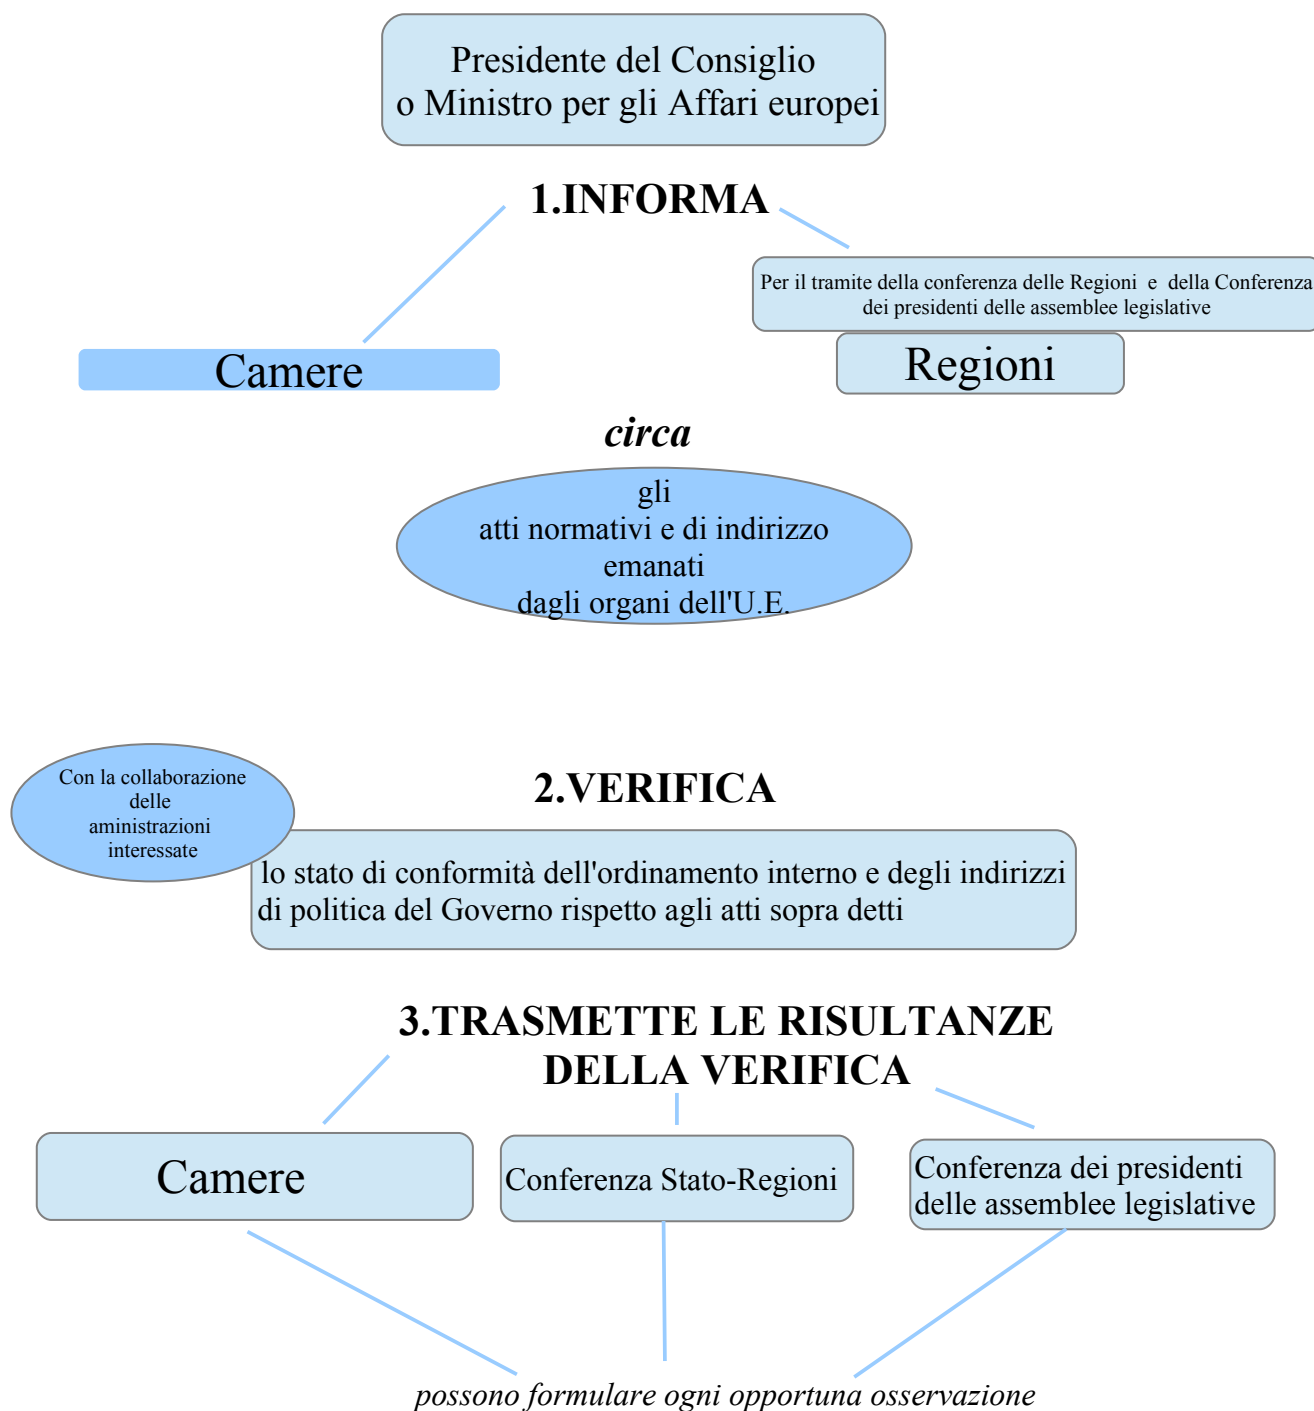 Presidente del Consiglio
o Ministro per gli Affari europei
1.INFORMA
Per il tramite della conferenza delle Regioni e della Conferenza
dei presidenti delle assemblee legislative
Camere
Regioni
circa
gli
atti normativi e di indirizzo
emanati
dagli organi dell'U.E.
Con la collaborazione
delle
aministrazioni
interessate
2.VERIFICA
lo stato di conformità dell'ordinamento interno e degli indirizzi
di politica del Governo rispetto agli atti sopra detti
3.TRASMETTE LE RISULTANZE
DELLA VERIFICA
Camere
Conferenza Stato-Regioni
Conferenza dei presidenti
delle assemblee legislative
possono formulare ogni opportuna osservazione